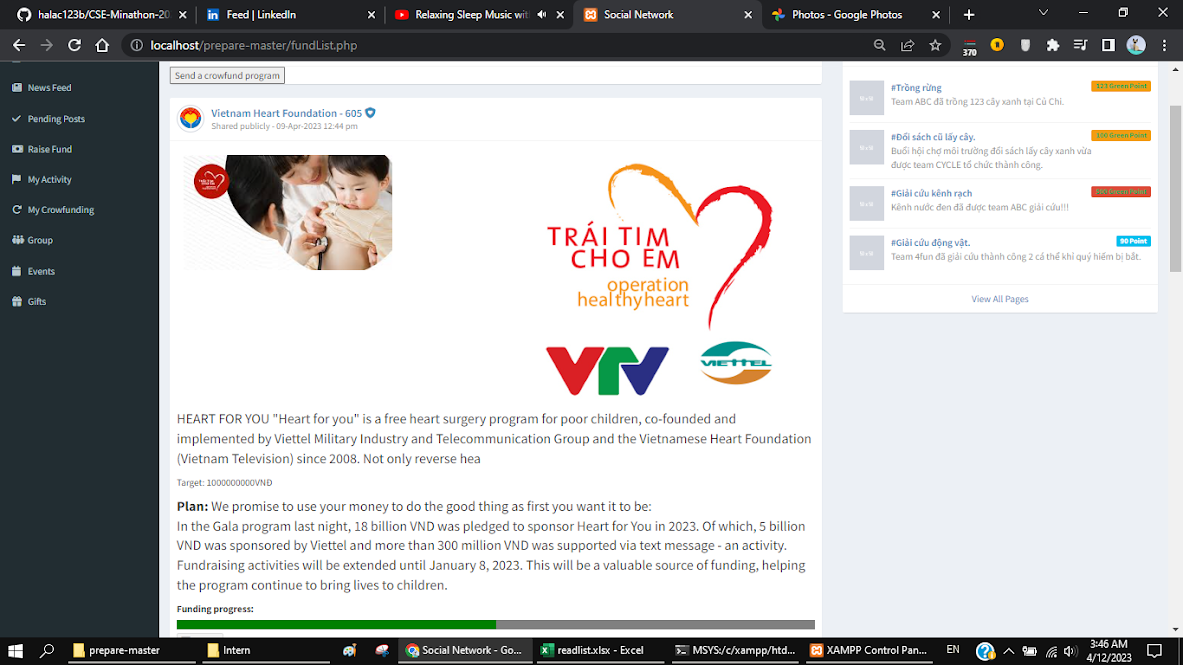 halac123b/CSE-Minathon-20
Feed | LinkedIn
Relaxing Sleep Music wit
Social Network
Photos - Google Photos
localhost/prepare-master/fundList.php
370
News Feed
Pending Posts
Raise Fund
My Activity
My Crowfunding
Group
Events
Gifts
Send a crowfund program
Vietnam Heart Foundation - 605
Shared publicly - 09-Apr-2023 12:44 pm
TRÁI TIM
CHO EM
operation
healthyheart
VTV
VIETTEL
HEART FOR YOU "Heart for you" is a free heart surgery program for poor children, co-founded and
implemented by Viettel Military Industry and Telecommunication Group and the Vietnamese Heart Foundation
(Vietnam Television) since 2008. Not only reverse hea
Target: 1000000000VNĐ
Plan: We promise to use your money to do the good thing as first you want it to be:
In the Gala program last night, 18 billion VND was pledged to sponsor Heart for You in 2023. Of which, 5 billion
VND was sponsored by Viettel and more than 300 million VND was supported via text message - an activity.
Fundraising activities will be extended until January 8, 2023. This will be a valuable source of funding, helping
the program continue to bring lives to children.
Funding progress:
#Trồng rừng
123 Green Point
Team ABC đã trồng 123 cây xanh tại Củ Chi.
#Đổi sách cũ lấy cây.
100 Green Point
Buổi hội chợ môi trường đổi sách lấy cây xanh vừa
được team CYCLE tổ chức thành công.
#Giải cứu kênh rạch
Kênh nước đen đã được team ABC giải cứu!!!
#Giải cứu động vật.
90 Point
Team 4fun đã giải cứu thành công 2 cá thể khỉ quý hiếm bị bắt.
View All Pages
prepare-master
Intern
Social Network - Go...
readlist.xlsx - Excel
MSYS:/c/xampp/htd...
XAMPP Control Pan...
EN
3:46 AM
4/12/2023